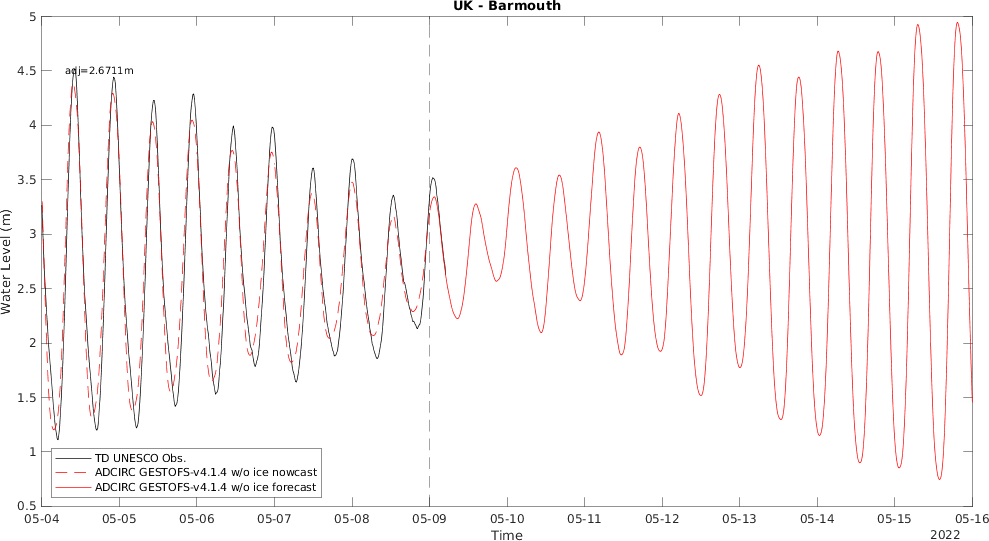 UK - Barmouth
adj=2.6711m
5
4.5
4
3.5
3
2.5
2
1.5
1
0.5
Water Level (m)
TD UNESCO Obs.
ADCIRC GESTOFS-v4.1.4 w/o ice nowcast
ADCIRC GESTOFS-v4.1.4 w/o ice forecast
05-04 05-05 05-06 05-07 05-08 05-09 05-10 05-11 05-12 05-13 05-14 05-15 05-16
Time
2022